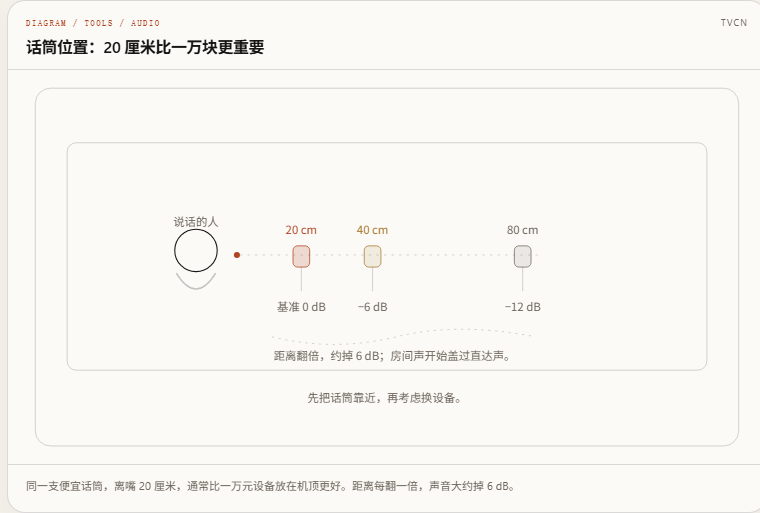 DIAGRAM / TOOLS / AUDIO
TVCN
话筒位置：20 厘米比一万块更重要
说话的人
20 cm
40 cm
80 cm
基准 0 dB
−6 dB
−12 dB
距离翻倍，约掉 6 dB；房间声开始盖过直达声。
先把话筒靠近，再考虑换设备。
同一支便宜话筒，离嘴 20 厘米，通常比一万元设备放在机顶更好。距离每翻一倍，声音大约掉 6 dB。